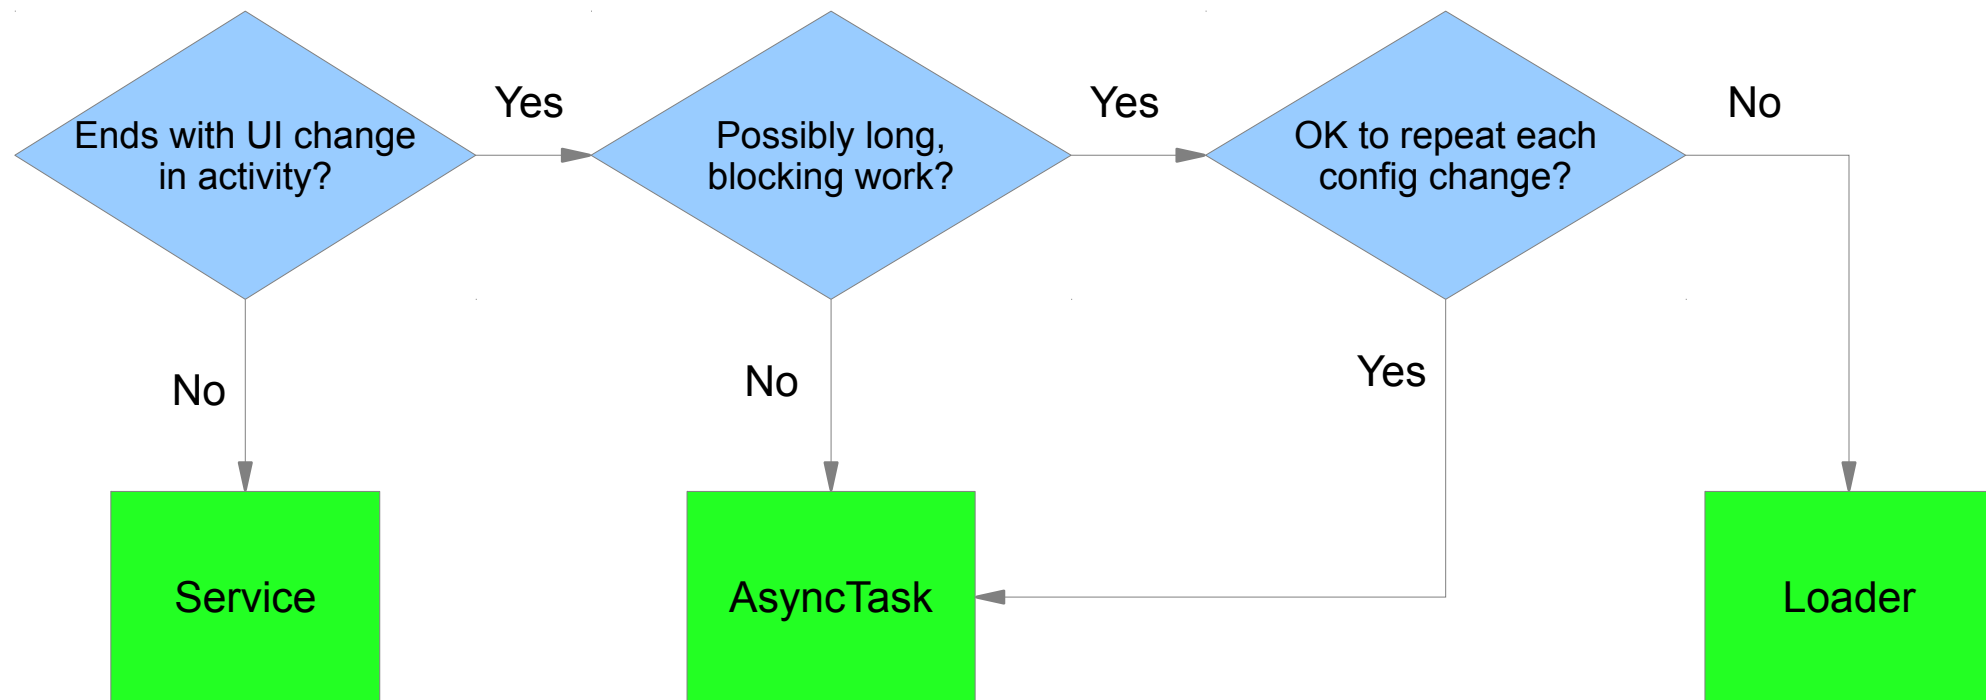 Ends with UI change
in activity?
Yes
Possibly long,
blocking work?
Yes
OK to repeat each
config change?
No
No
No
Yes
Service
AsyncTask
Loader